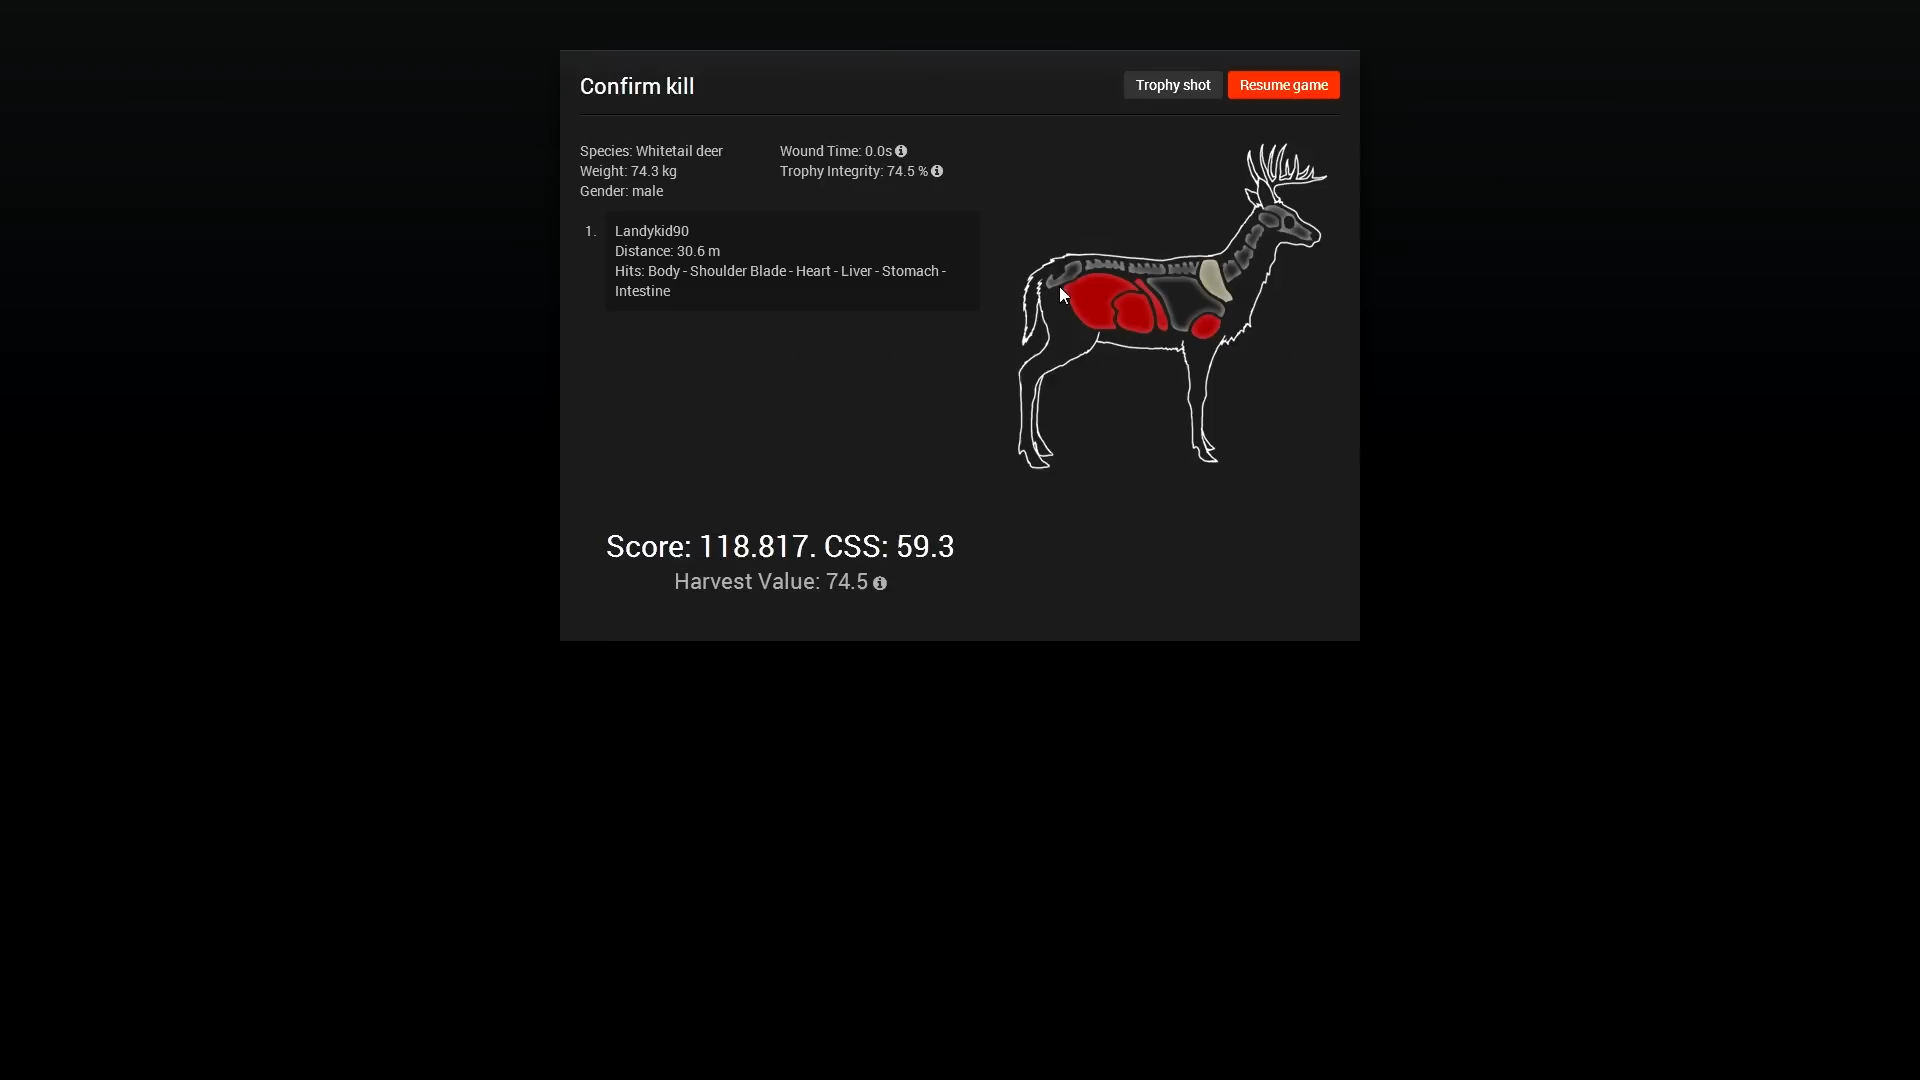 Confirm kill
Trophy shot
Resume game
Species: Whitetail deer
Weight: 74.3 kg
Gender: male
Wound Time: 0.0s
Trophy Integrity: 74.5 %
1.
Landykid90
Distance: 30.6 m
Hits: Body - Shoulder Blade - Heart - Liver - Stomach -
Intestine
Score: 118.817. CSS: 59.3
Harvest Value: 74.5